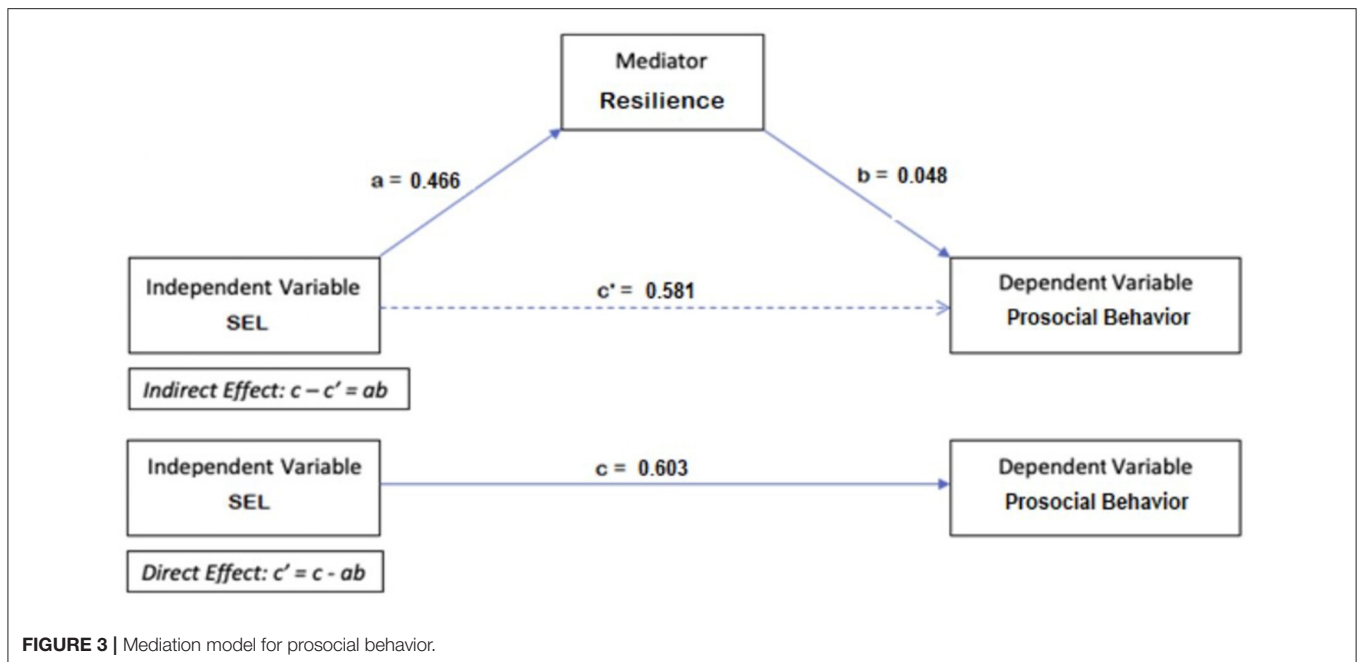 Mediator
Resilience
a = 0.466
b = 0.048
Independent Variable
SEL
c' = 0.581
Dependent Variable
Prosocial Behavior
Indirect Effect: c – c' = ab
Independent Variable
SEL
c = 0.603
Dependent Variable
Prosocial Behavior
Direct Effect: c' = c - ab
FIGURE 3 | Mediation model for prosocial behavior.